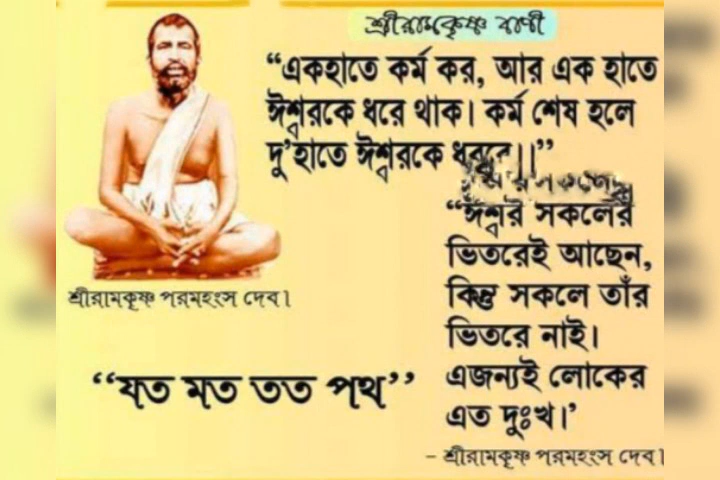 শ্রীরামকৃষ্ণ বাণী
“একহাতে কর্ম কর, আর এক হাতে
ঈশ্বরকে ধরে থাক। কর্ম শেষ হলে
দু’হাতে ঈশ্বরকে ধরবে।।”
“ঈশ্বর সকলের
ভিতরেই আছেন,
কিন্তু সকলে তাঁর
ভিতরে নাই।
এজন্যই লোকের
এত দুঃখ।’
– শ্রীরামকৃষ্ণ পরমহংস দেব।
শ্রীরামকৃষ্ণ পরমহংস দেব।
“যত মত তত পথ”